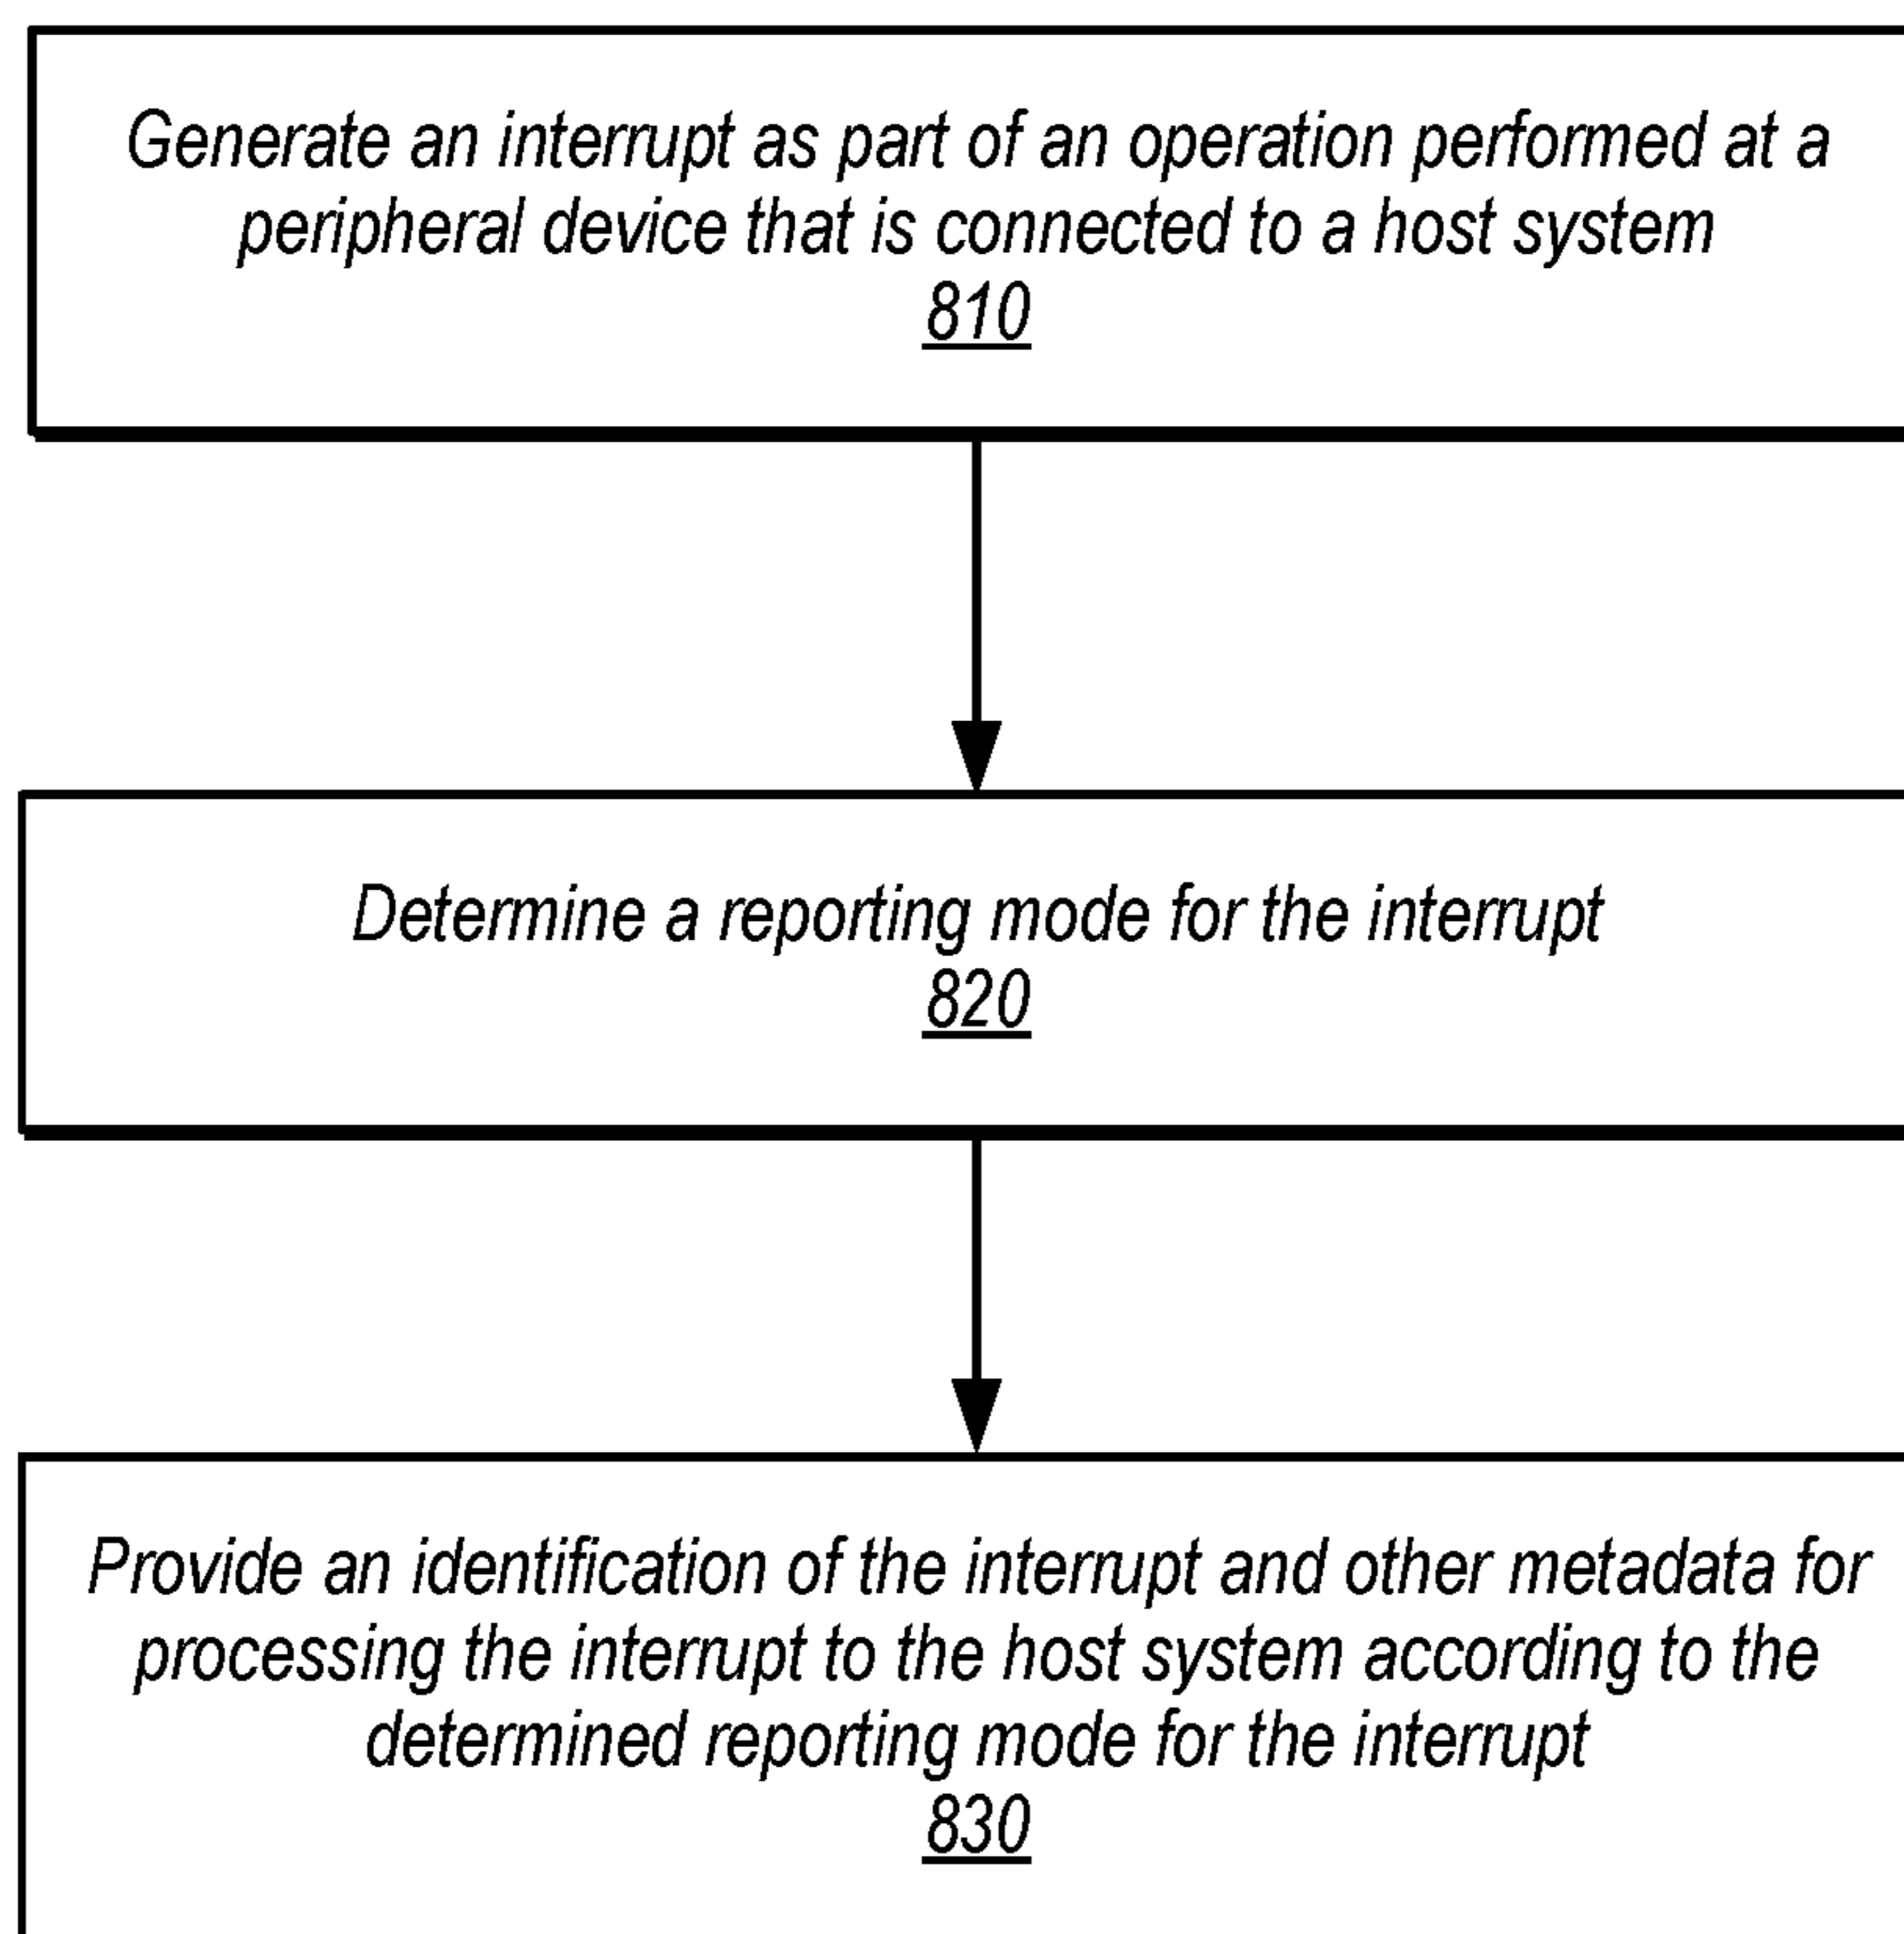 Generate an interrupt as part of an operation performed at a
peripheral device that is connected to a host system
810
Determine a reporting mode for the interrupt
820
Provide an identification of the interrupt and other metadata for
processing the interrupt to the host system according to the
determined reporting mode for the interrupt
830